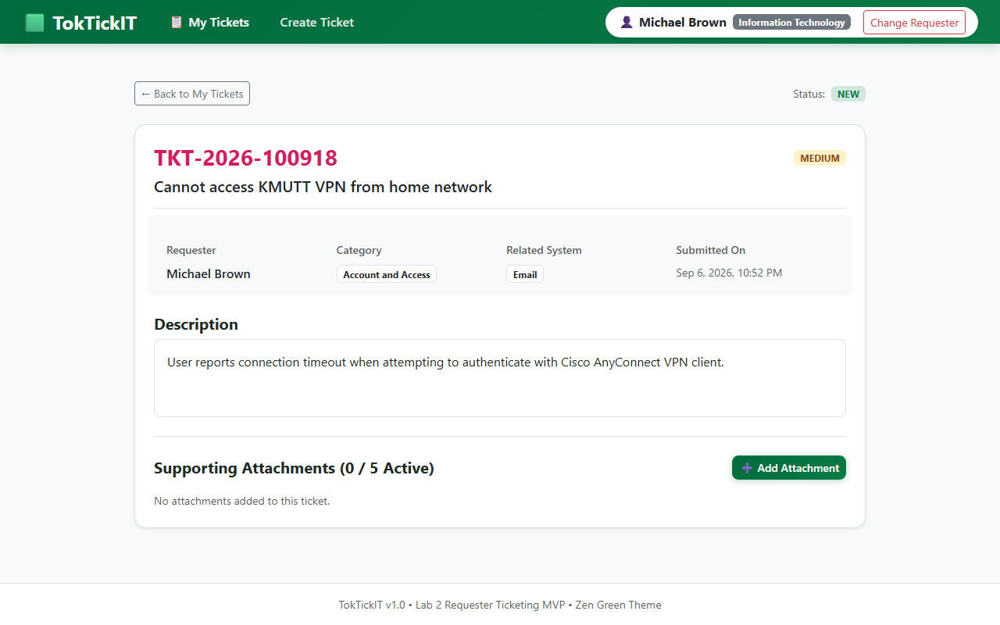 TokTickIT
My Tickets
Create Ticket
Michael Brown
Information Technology
Change Requester
← Back to My Tickets
Status: NEW
TKT-2026-100918
MEDIUM
Cannot access KMUTT VPN from home network
Requester
Category
Related System
Submitted On
Michael Brown
Account and Access
Email
Sep 6, 2026, 10:52 PM
Description
User reports connection timeout when attempting to authenticate with Cisco AnyConnect VPN client.
Supporting Attachments (0 / 5 Active)
➕ Add Attachment
No attachments added to this ticket.
TokTickIT v1.0 • Lab 2 Requester Ticketing MVP • Zen Green Theme